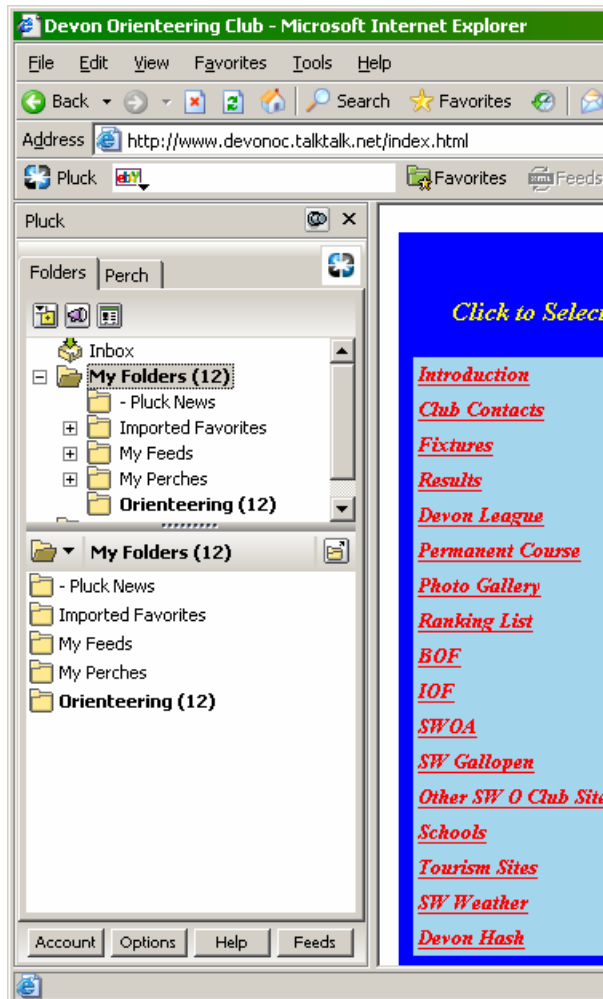 Devon Orienteering Club - Microsoft Internet Explorer
File Edit View Favorites Tools Help
Back Search Favorites
Address http://www.devonoc.talktalk.net/index.html
Pluck ebY Favorites XML Feeds
Pluck
Folders Perch
Inbox
My Folders (12)
- Pluck News
Imported Favorites
My Feeds
My Perches
Orienteering (12)
My Folders (12)
- Pluck News
Imported Favorites
My Feeds
My Perches
Orienteering (12)
Account Options Help Feeds
Click to Select
Introduction
Club Contacts
Fixtures
Results
Devon League
Permanent Course
Photo Gallery
Ranking List
BOF
IOF
SWOA
SW Gallopen
Other SW O Club Site
Schools
Tourism Sites
SW Weather
Devon Hash